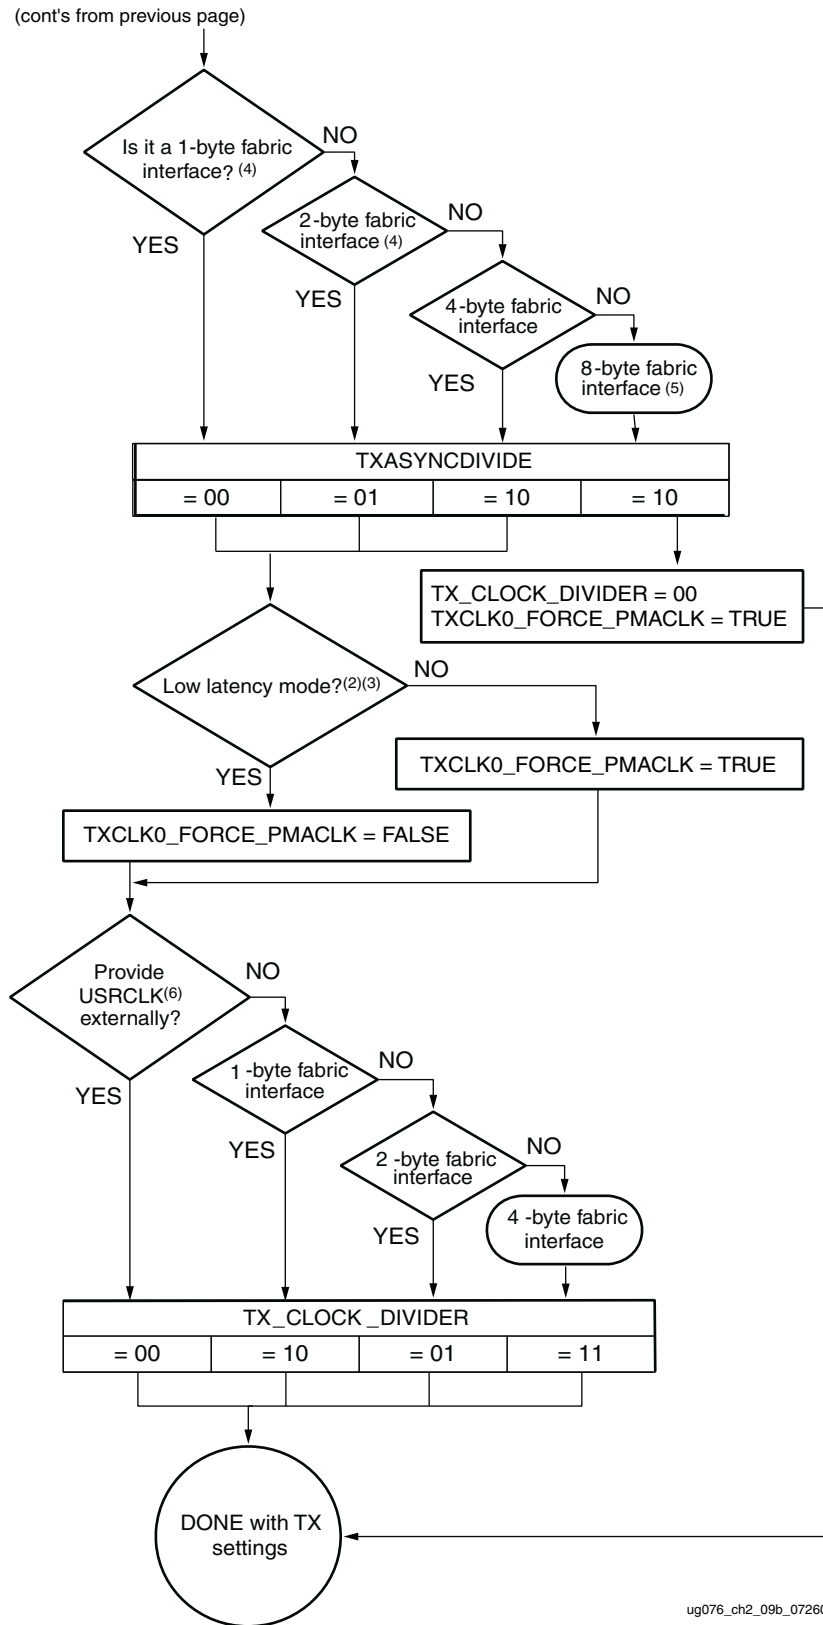 (cont's from previous page)
Is it a 1-byte fabric
interface? (4)
NO
YES
2-byte fabric
interface (4)
NO
YES
4-byte fabric
interface
NO
YES
8-byte fabric
interface (5)
TXASYNCDIVIDE
= 00 = 01 = 10 = 10
TX_CLOCK_DIVIDER = 00
TXCLK0_FORCE_PMACLK = TRUE
Low latency mode?(2)(3)
NO
YES
TXCLK0_FORCE_PMACLK = TRUE
TXCLK0_FORCE_PMACLK = FALSE
Provide
USRCLK(6)
externally?
NO
YES
1 -byte fabric
interface
NO
YES
2 -byte fabric
interface
NO
YES
4 -byte fabric
interface
TX_CLOCK _DIVIDER
= 00 = 10 = 01 = 11
DONE with TX
settings
ug076_ch2_09b_07260